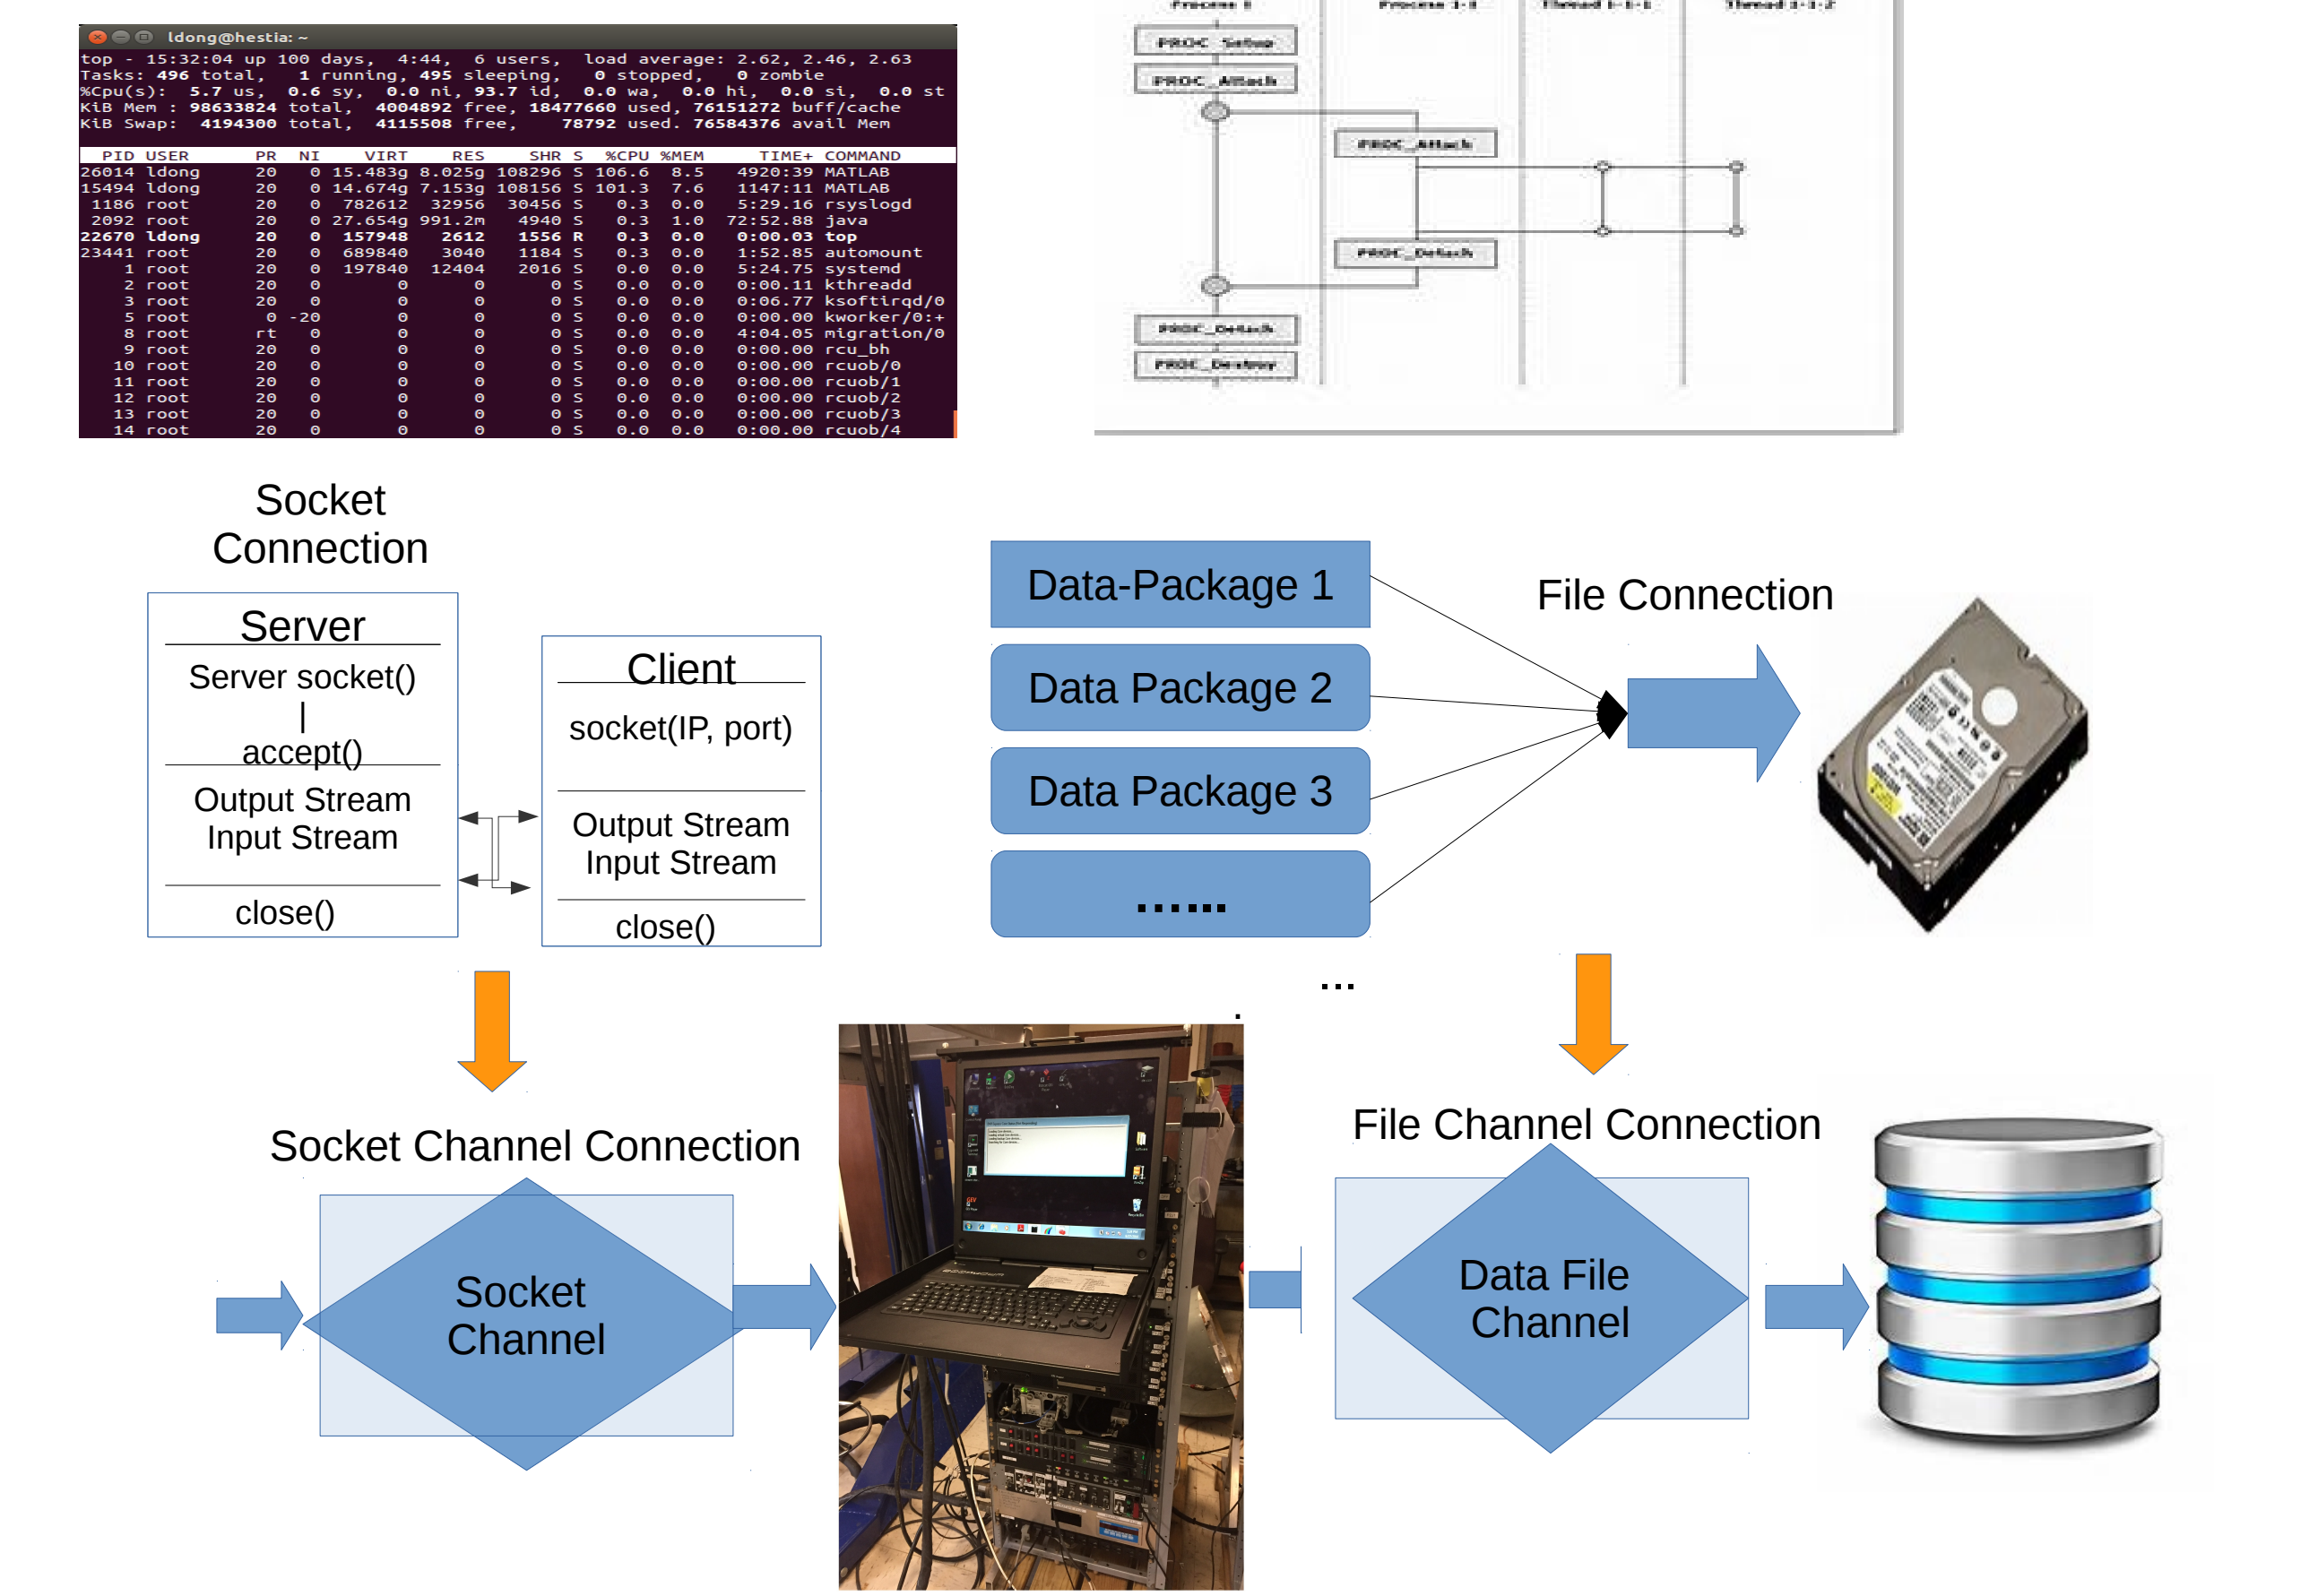 ldong@hestia: ~
top - 15:32:04 up 100 days,  4:44,  6 users,  load average: 2.62, 2.46, 2.63
Tasks: 496 total,   1 running, 495 sleeping,   0 stopped,   0 zombie
%Cpu(s):  5.7 us,  0.6 sy,  0.0 ni, 93.7 id,  0.0 wa,  0.0 hi,  0.0 si,  0.0 st
KiB Mem : 98633824 total,  4004892 free, 18477660 used, 76151272 buff/cache
KiB Swap:  4194300 total,  4115508 free,    78792 used. 76584376 avail Mem
PID USER PR NI VIRT RES SHR S %CPU %MEM TIME+ COMMAND
26014 ldong 20 0 15.483g 8.025g 108296 S 106.6 8.5 4920:39 MATLAB
15494 ldong 20 0 14.674g 7.153g 108156 S 101.3 7.6 1147:11 MATLAB
1186 root 20 0 782612 32956 30456 S 0.3 0.0 5:29.16 rsyslogd
2092 root 20 0 27.654g 991.2m 4940 S 0.3 1.0 72:52.88 java
22670 ldong 20 0 157948 2612 1556 R 0.3 0.0 0:00.03 top
23441 root 20 0 689840 3040 1184 S 0.3 0.0 1:52.85 automount
1 root 20 0 197840 12404 2016 S 0.0 0.0 5:24.75 systemd
2 root 20 0 0 0 0 S 0.0 0.0 0:00.11 kthreadd
3 root 20 0 0 0 0 S 0.0 0.0 0:06.77 ksoftirqd/0
5 root 0 -20 0 0 0 S 0.0 0.0 0:00.00 kworker/0:+
8 root rt 0 0 0 0 S 0.0 0.0 4:04.05 migration/0
9 root 20 0 0 0 0 S 0.0 0.0 0:00.00 rcu_bh
10 root 20 0 0 0 0 S 0.0 0.0 0:00.00 rcuob/0
11 root 20 0 0 0 0 S 0.0 0.0 0:00.00 rcuob/1
12 root 20 0 0 0 0 S 0.0 0.0 0:00.00 rcuob/2
13 root 20 0 0 0 0 S 0.0 0.0 0:00.00 rcuob/3
14 root 20 0 0 0 0 S 0.0 0.0 0:00.00 rcuob/4
Process 1-1
Thread 1-1-1
Thread 1-1-2
PROC_Setup
PROC_Attach
PROC_Attach
PROC_Detach
PROC_Detach
PROC_Destroy
Socket
Connection
Server
Server socket()
|
accept()
Output Stream
Input Stream
close()
Client
socket(IP, port)
Output Stream
Input Stream
close()
Data-Package 1
Data Package 2
Data Package 3
......
File Connection
...
.
Socket Channel Connection
Socket
Channel
File Channel Connection
Data File
Channel